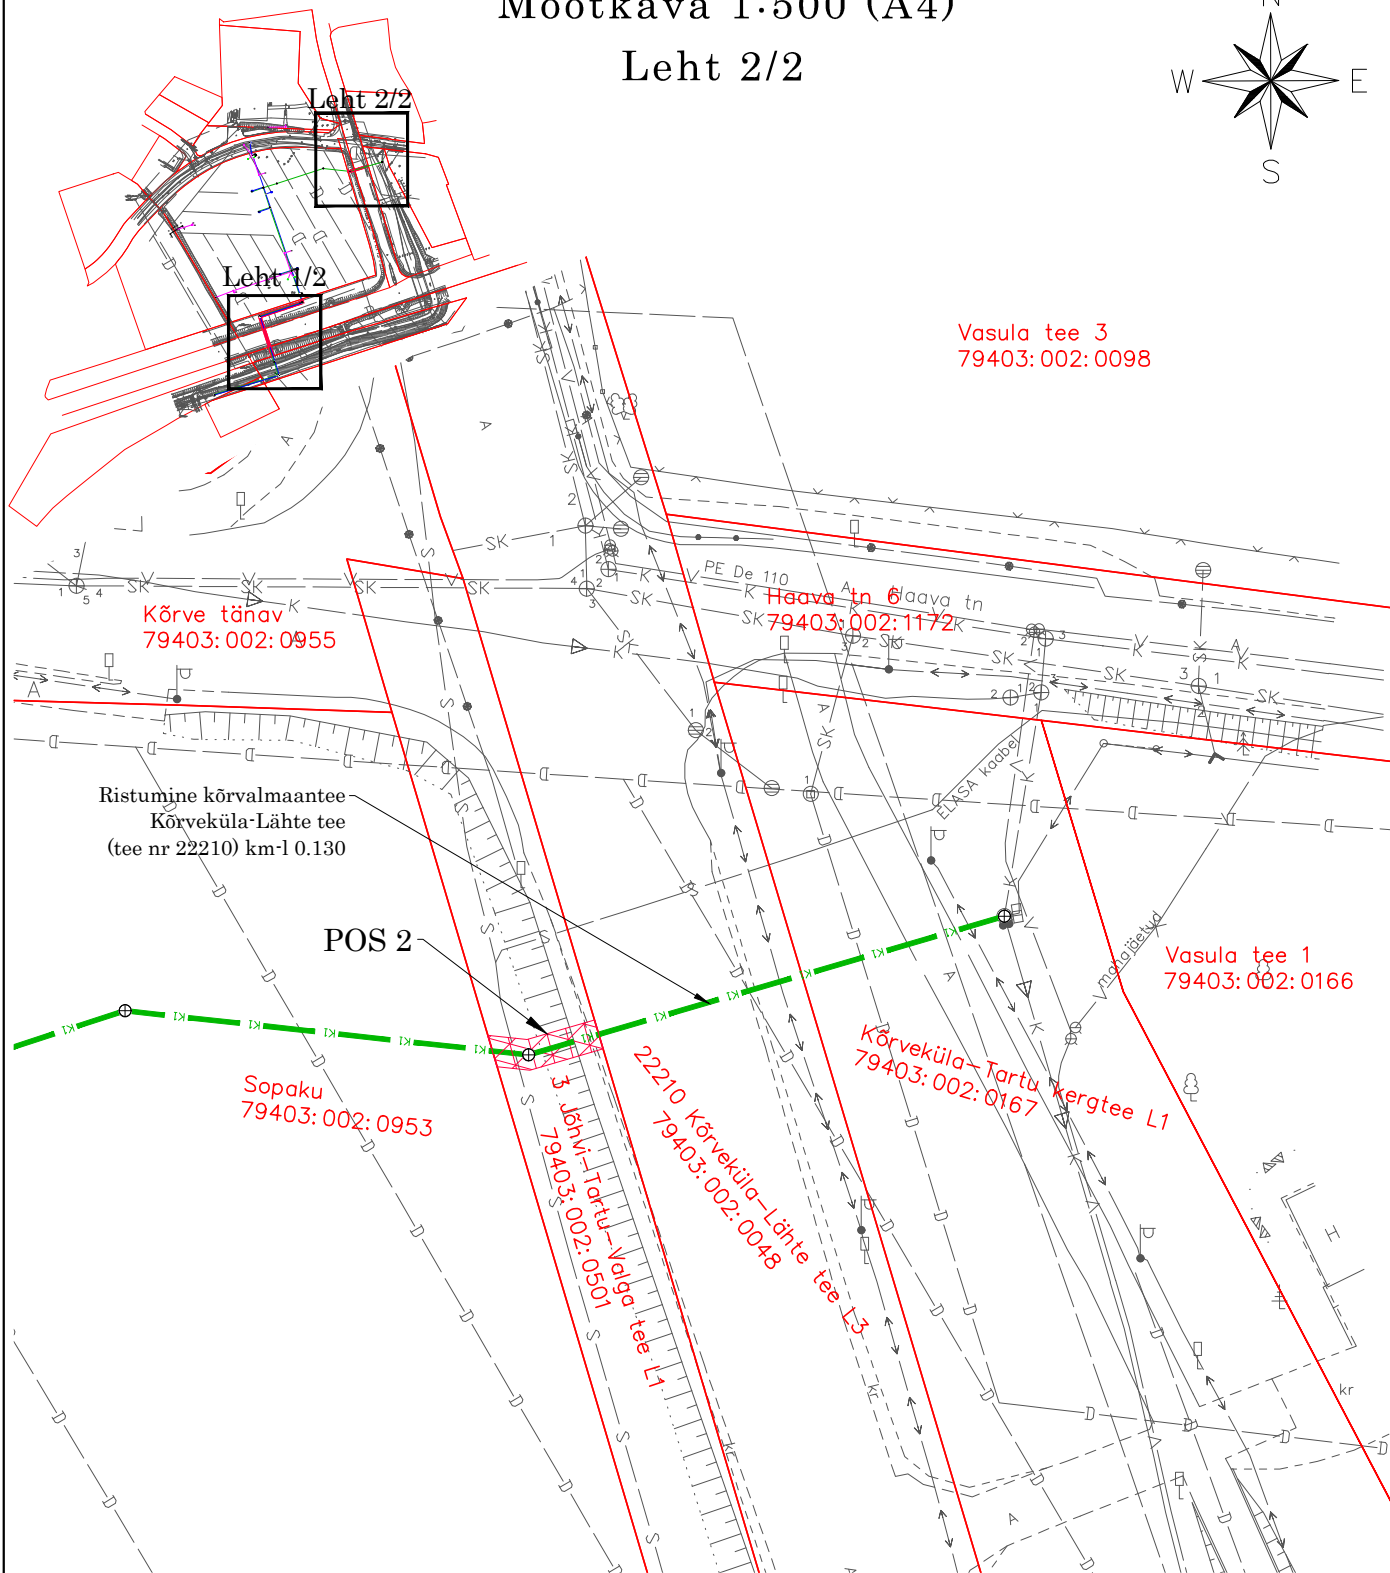 Mõõtkava 1:500 (A4)
Leht 2/2
N
W
E
S
Leht 2/2
Leht 1/2
Vasula tee 3
79403:002:0098
PE De 110
Haava tn 6
79403:002:1172
Haava tn
Kõrve tänav
79403:002:0955
Ristumine kõrvalmaantee
Kõrveküla-Lähte tee
(tee nr 22210) km-l 0.130
ELASA kaabel
POS 2
mahajäetud
Vasula tee 1
79403:002:0166
Sopaku
79403:002:0953
3 Jõhvi-Tartu-Valga tee L1
79403:002:0501
22210 Kõrveküla-Lähte tee L3
79403:002:0048
Kõrveküla-Tartu kergtee L1
79403:002:0167
kr
kr
kr